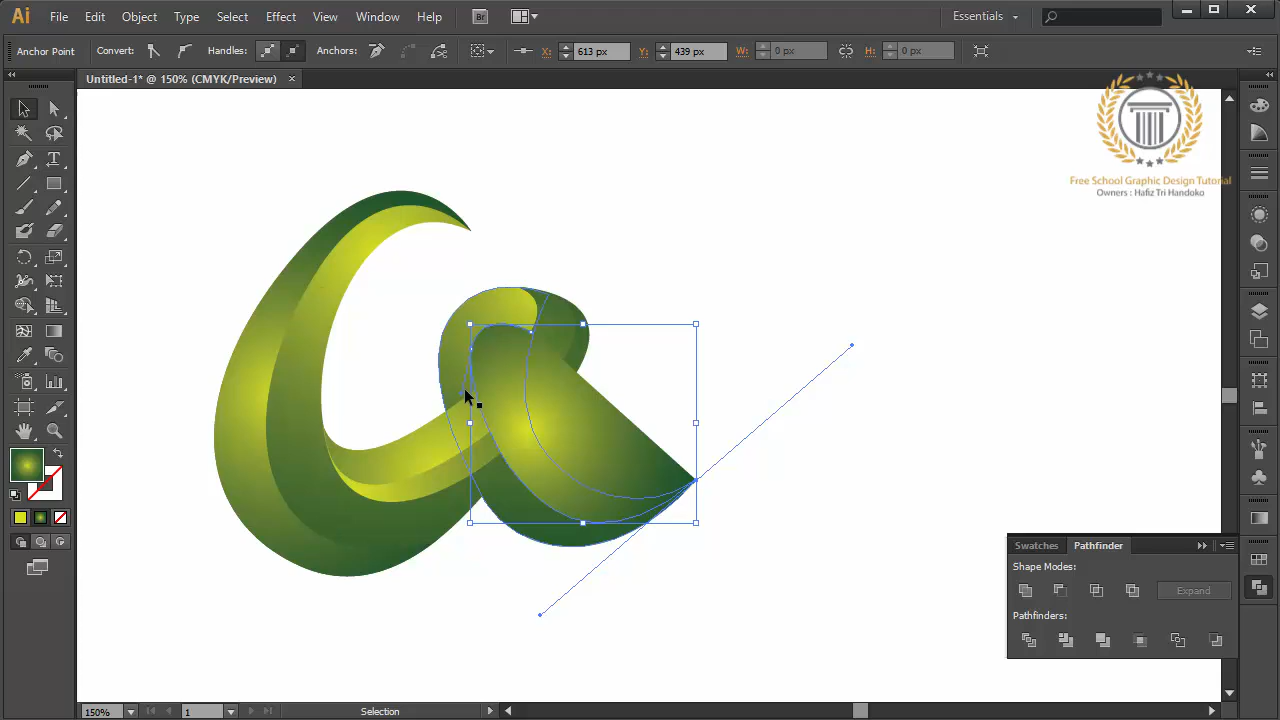 Ai File Edit Object Type Select Effect View Window Help Br Essentials
Anchor Point Convert: Handles: Anchors: X: 613 px Y: 439 px W: 0 px H: 0 px
Untitled-1* @ 150% (CMYK/Preview)
Free School Graphic Design Tutorial
Owners : Hafiz Tri Handoko
Swatches Pathfinder
Shape Modes:
Expand
Pathfinders:
150% 1 Selection